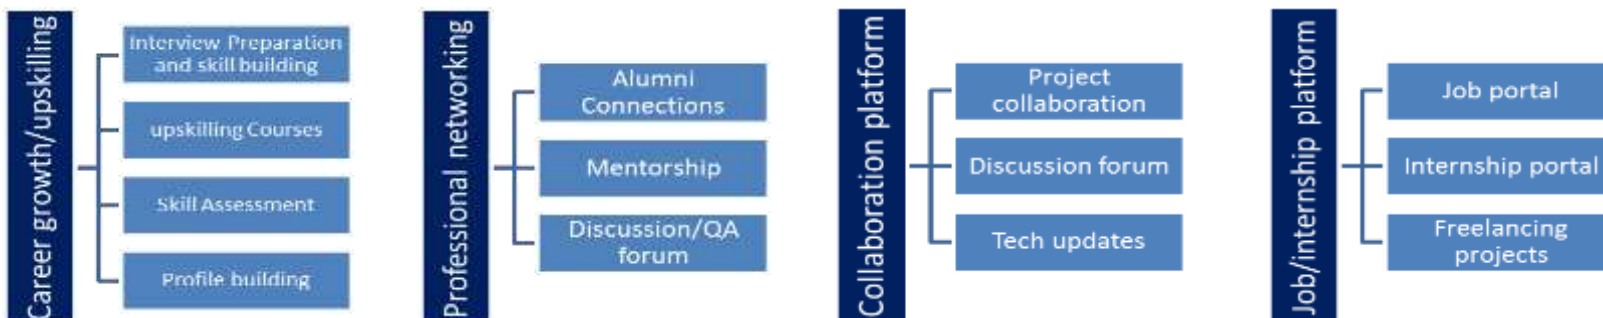 Career growth/upskilling
Interview Preparation
and skill building
upskilling Courses
Skill Assessment
Profile building
Professional networking
Alumni
Connections
Mentorship
Discussion/QA
forum
Collaboration platform
Project
collaboration
Discussion forum
Tech updates
Job/internship platform
Job portal
Internship portal
Freelancing
projects